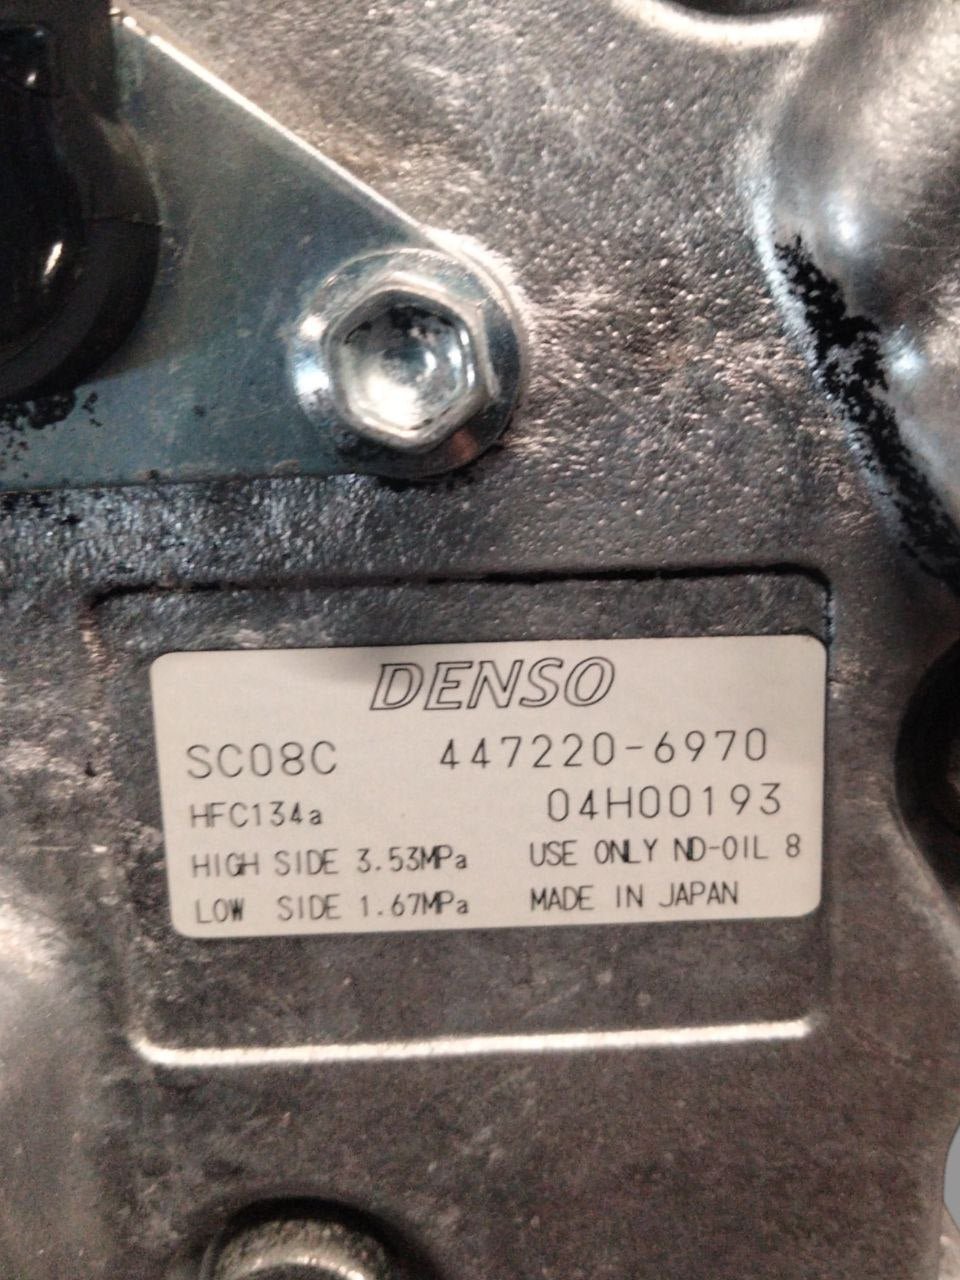 DENSO
SC08C 447220-6970
HFC134a 04H00193
HIGH SIDE 3.53MPa USE ONLY ND-OIL 8
LOW SIDE 1.67MPa MADE IN JAPAN